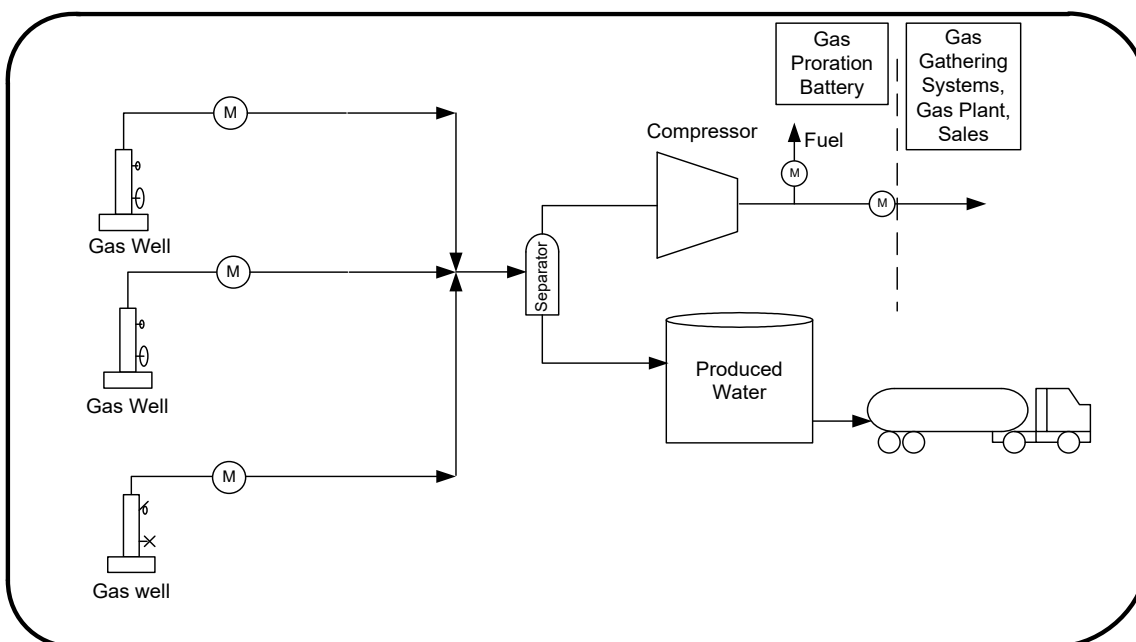 Gas
Proration
Battery
Gas
Gathering
Systems,
Gas Plant,
Sales
M
Compressor
Fuel
M
M
Gas Well
Separator
M
Gas Well
Produced
Water
M
Gas well